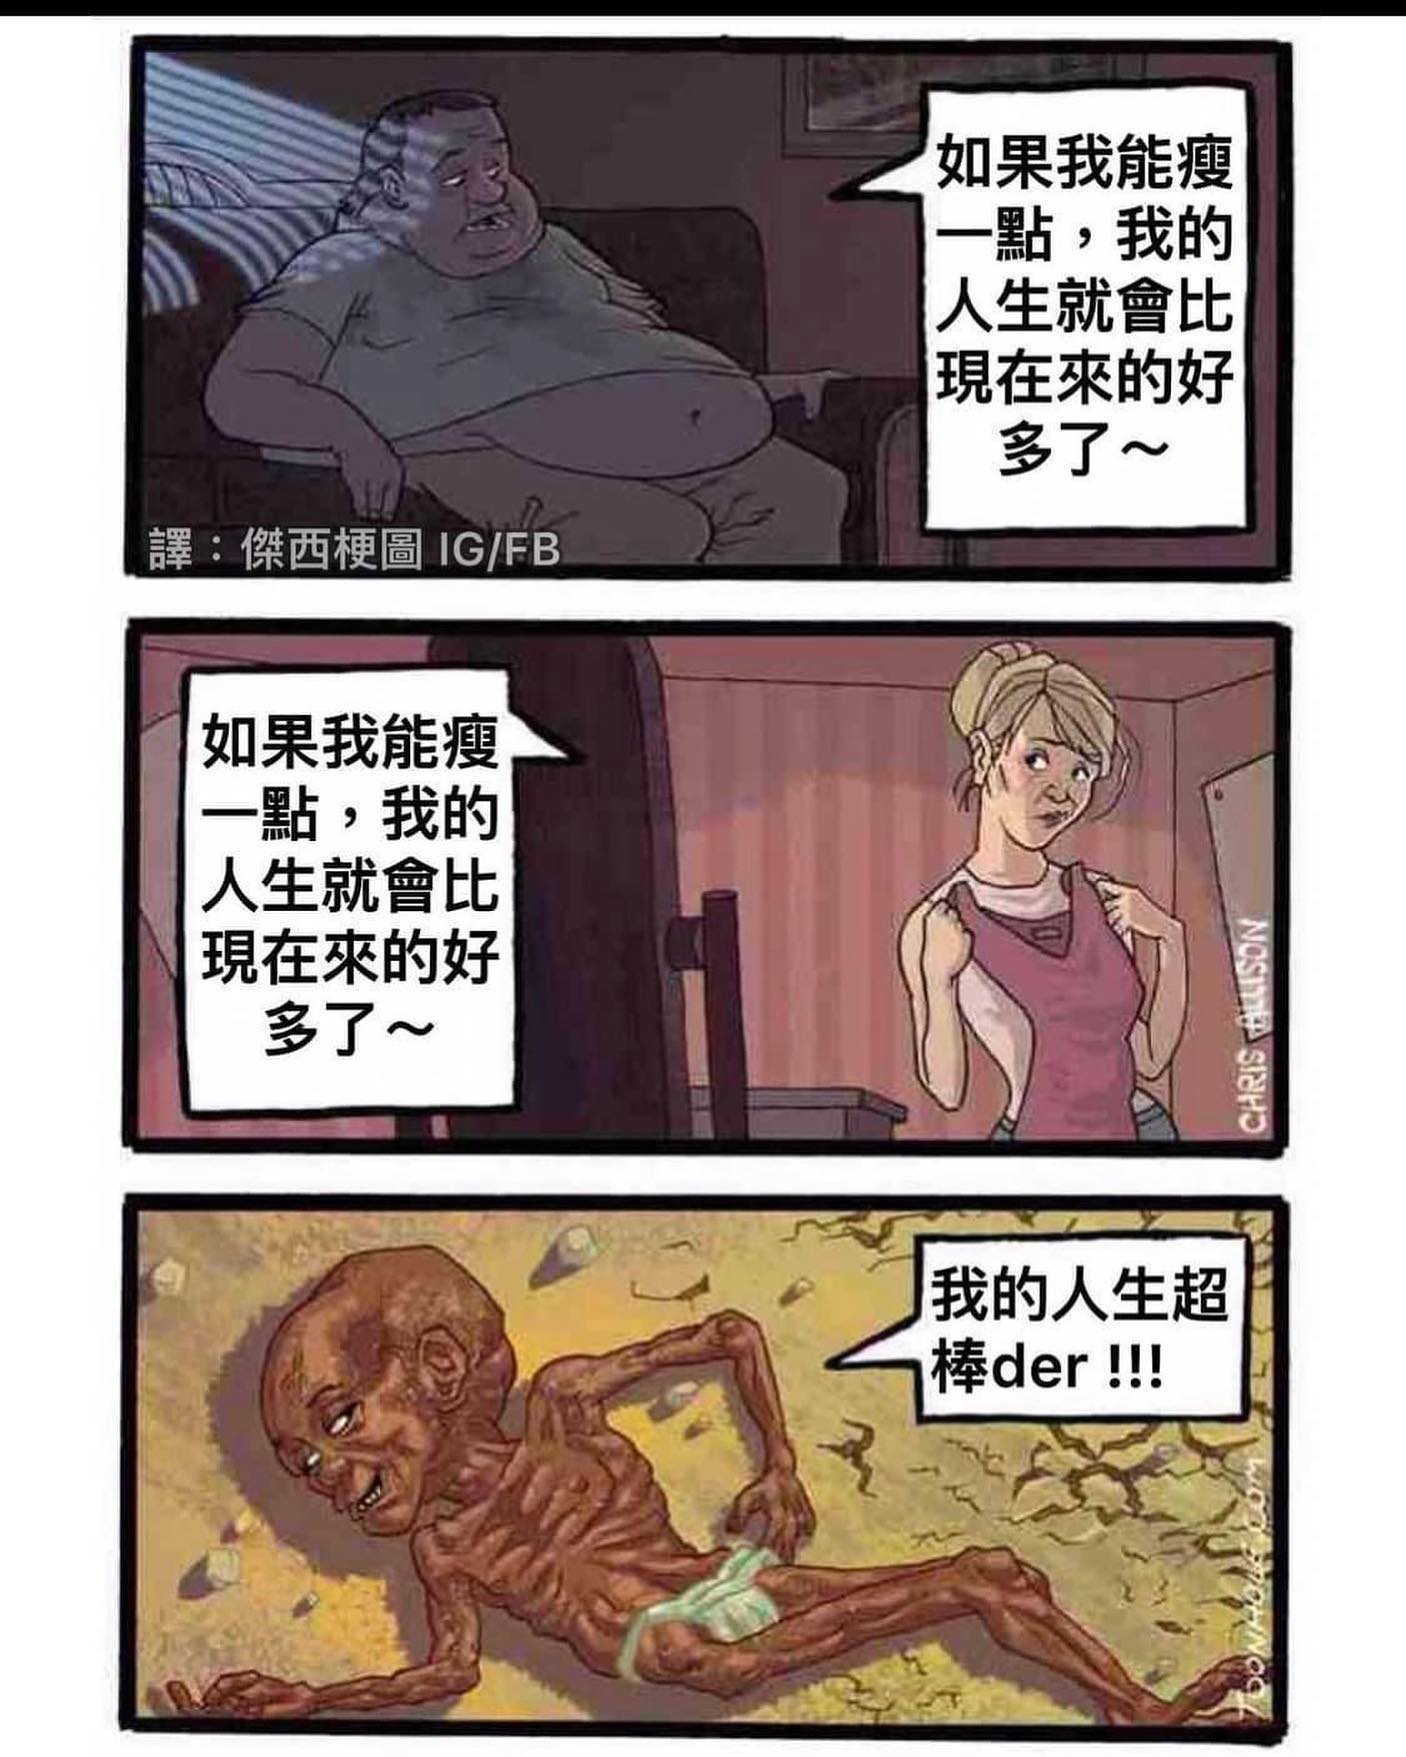 如果我能瘦
一點，我的
人生就會比
現在來的好
多了～
譯：傑西梗圖 IG/FB
如果我能瘦
一點，我的
人生就會比
現在來的好
多了～
CHRIS ALLISON
我的人生超
棒der !!!
TOONHOLE.COM